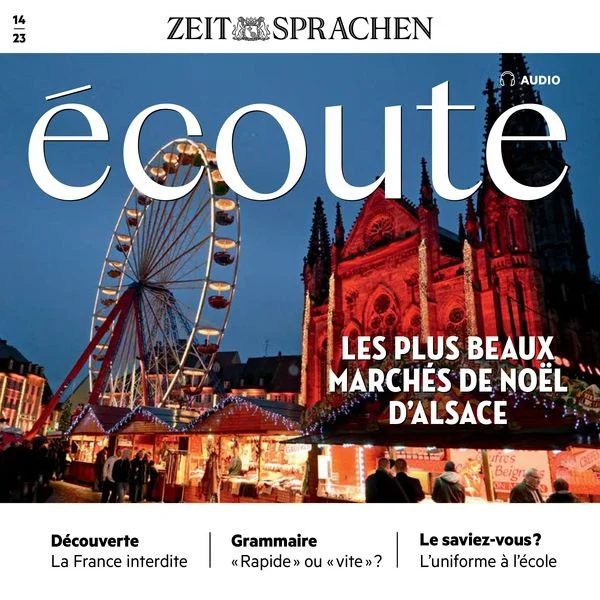 14
23
ZEIT SPRACHEN
AUDIO
écoute
LES PLUS BEAUX
MARCHÉS DE NOËL
D'ALSACE
Découverte
La France interdite
Grammaire
« Rapide » ou « vite » ?
Le saviez-vous ?
L'uniforme à l'école